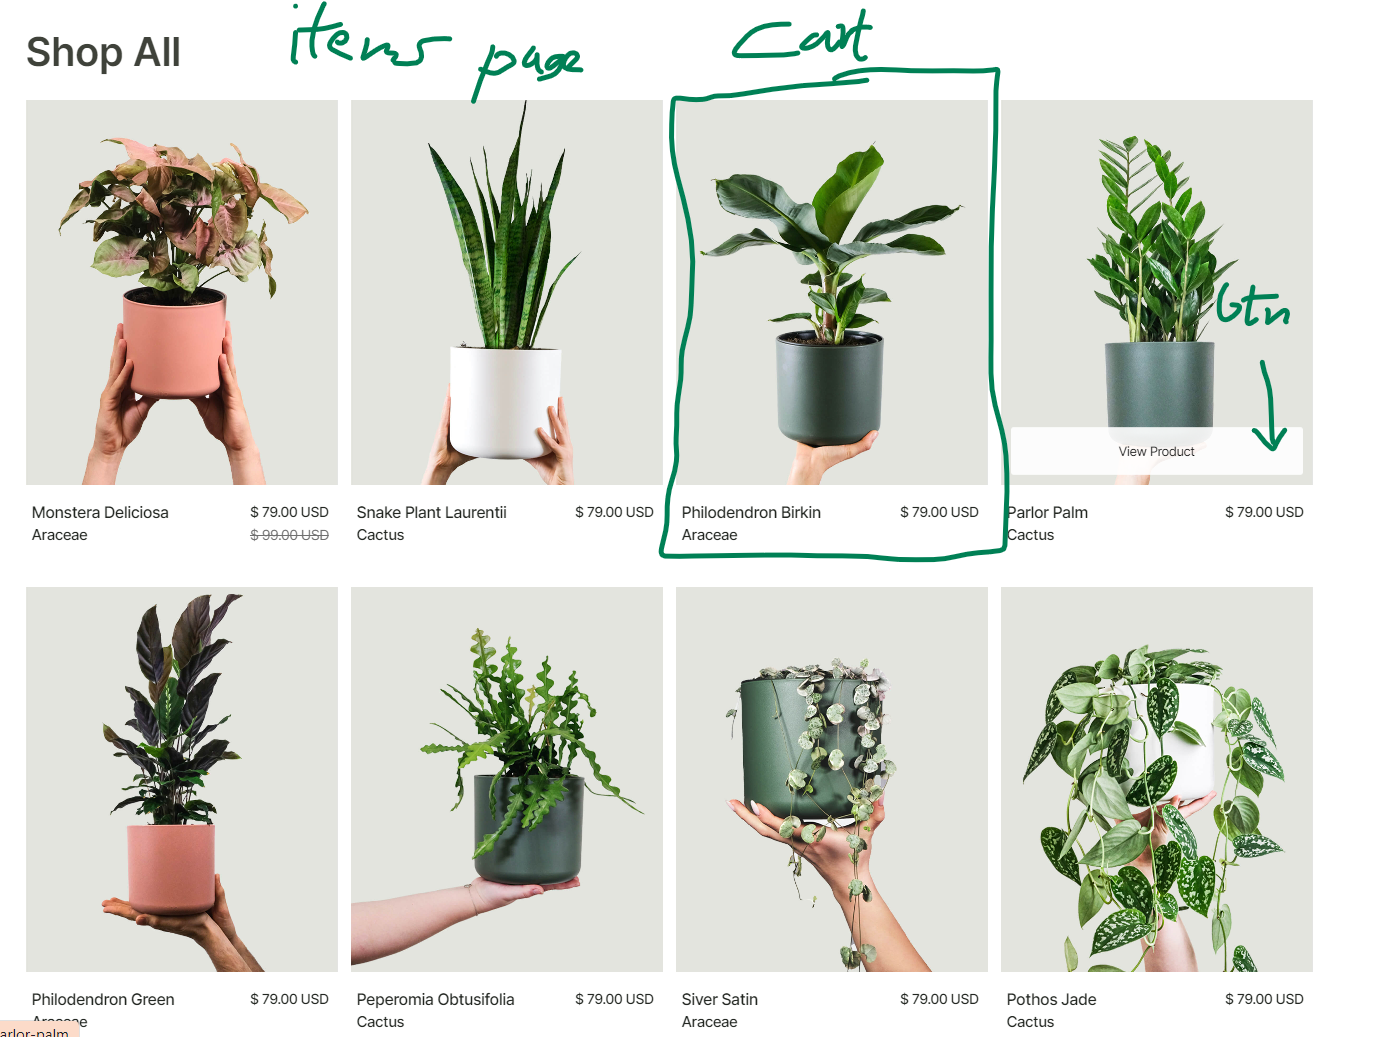 items page
Cart
Shop All
btn
View Product
Monstera Deliciosa $ 79.00 USD
Araceae $ 99.00 USD
Snake Plant Laurentii $ 79.00 USD
Cactus
Philodendron Birkin $ 79.00 USD
Araceae
Parlor Palm $ 79.00 USD
Cactus
Philodendron Green $ 79.00 USD
Araceae
Peperomia Obtusifolia $ 79.00 USD
Cactus
Siver Satin $ 79.00 USD
Araceae
Pothos Jade $ 79.00 USD
Cactus
arlor-palm